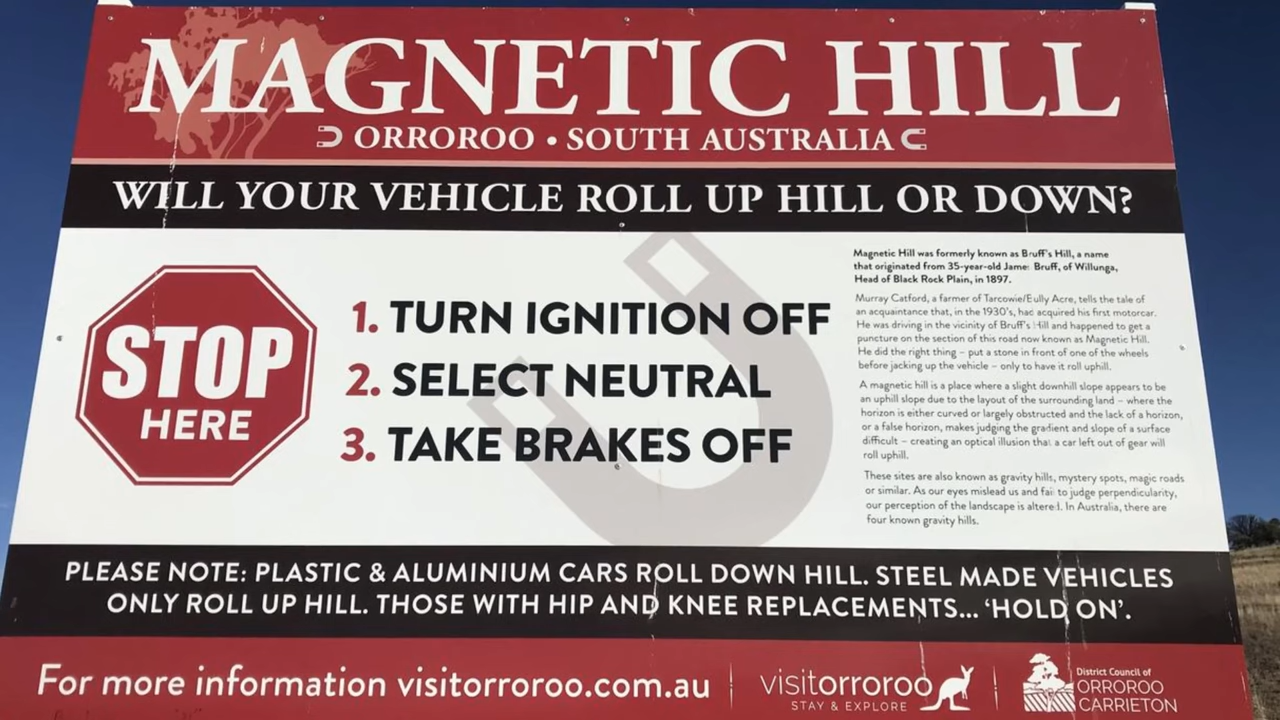 MAGNETIC HILL
ORROROO • SOUTH AUSTRALIA
WILL YOUR VEHICLE ROLL UP HILL OR DOWN?
STOP
HERE
1. TURN IGNITION OFF
2. SELECT NEUTRAL
3. TAKE BRAKES OFF
Magnetic Hill was formerly known as Bruff's Hill, a name
that originated from 35-year-old Jame Bruff, of Willunga,
Head of Black Rock Plain, in 1897.
Murray Catford, a farmer of Tarcowie/Eully Acre, tells the tale of
an acquaintance that, in the 1930's, had acquired his first motorcar.
He was driving in the vicinity of Bruff's Hill and happened to get a
puncture on the section of this road now known as Magnetic Hill.
He did the right thing – put a stone in front of one of the wheels
before jacking up the vehicle – only to have it roll uphill.
A magnetic hill is a place where a slight downhill slope appears to be
an uphill slope due to the layout of the surrounding land – where the
horizon is either curved or largely obstructed and the lack of a horizon,
or a false horizon, makes judging the gradient and slope of a surface
difficult – creating an optical illusion that a car left out of gear will
roll uphill.
These sites are also known as gravity hills, mystery spots, magic roads
or similar. As our eyes mislead us and fail to judge perpendicularity,
our perception of the landscape is altered. In Australia, there are
four known gravity hills.
PLEASE NOTE: PLASTIC & ALUMINIUM CARS ROLL DOWN HILL. STEEL MADE VEHICLES
ONLY ROLL UP HILL. THOSE WITH HIP AND KNEE REPLACEMENTS... 'HOLD ON'.
For more information visitorroroo.com.au
visitorroroo
STAY & EXPLORE
District Council of
ORROROO
CARRIETON